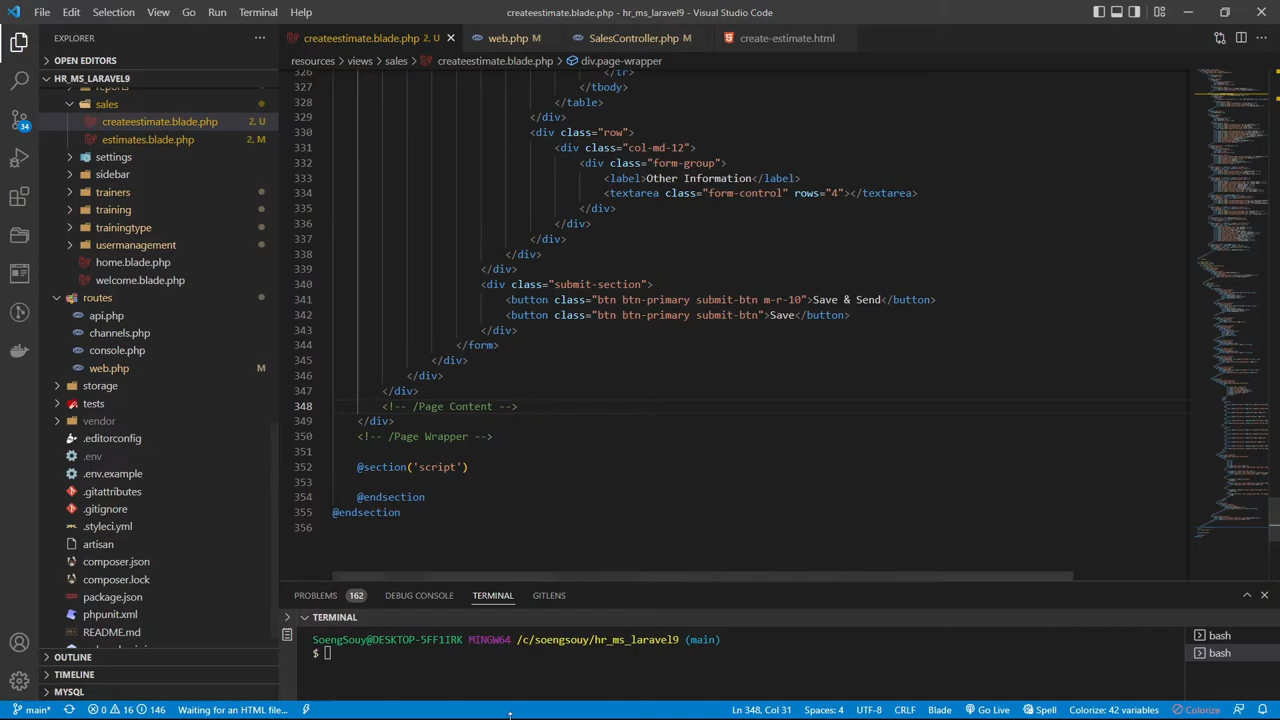 File Edit Selection View Go Run Terminal Help
createestimate.blade.php - hr_ms_laravel9 - Visual Studio Code
EXPLORER
createestimate.blade.php 2, U
web.php M
SalesController.php M
create-estimate.html
OPEN EDITORS
resources > views > sales > createestimate.blade.php > div.page-wrapper
HR_MS_LARAVEL9
reports
sales
createestimate.blade.php 2, U
estimates.blade.php 2, M
settings
sidebar
trainers
training
trainingtype
usermanagement
home.blade.php
welcome.blade.php
routes
api.php
channels.php
console.php
web.php M
storage
tests
vendor
.editorconfig
.env
.env.example
.gitattributes
.gitignore
.styleci.yml
artisan
composer.json
composer.lock
package.json
phpunit.xml
README.md
OUTLINE
TIMELINE
MYSQL
34
326 </tr>
327 </tbody>
328 </table>
329 </div>
330 <div class="row">
331 <div class="col-md-12">
332 <div class="form-group">
333 <label>Other Information</label>
334 <textarea class="form-control" rows="4"></textarea>
335 </div>
336 </div>
337 </div>
338 </div>
339 </div>
340 <div class="submit-section">
341 <button class="btn btn-primary submit-btn m-r-10">Save & Send</button>
342 <button class="btn btn-primary submit-btn">Save</button>
343 </div>
344 </form>
345 </div>
346 </div>
347 </div>
348 <!-- /Page Content -->
349 </div>
350 <!-- /Page Wrapper -->
351
352 @section('script')
353
354 @endsection
355 @endsection
356
PROBLEMS 162 DEBUG CONSOLE TERMINAL GITLENS
TERMINAL
SoengSouy@DESKTOP-5FF1IRK MINGW64 /c/soengsouy/hr_ms_laravel9 (main)
$
bash
bash
main* 0 16 146 Waiting for an HTML file... Ln 348, Col 31 Spaces: 4 UTF-8 CRLF Blade Go Live Spell Colorize: 42 variables Colorize